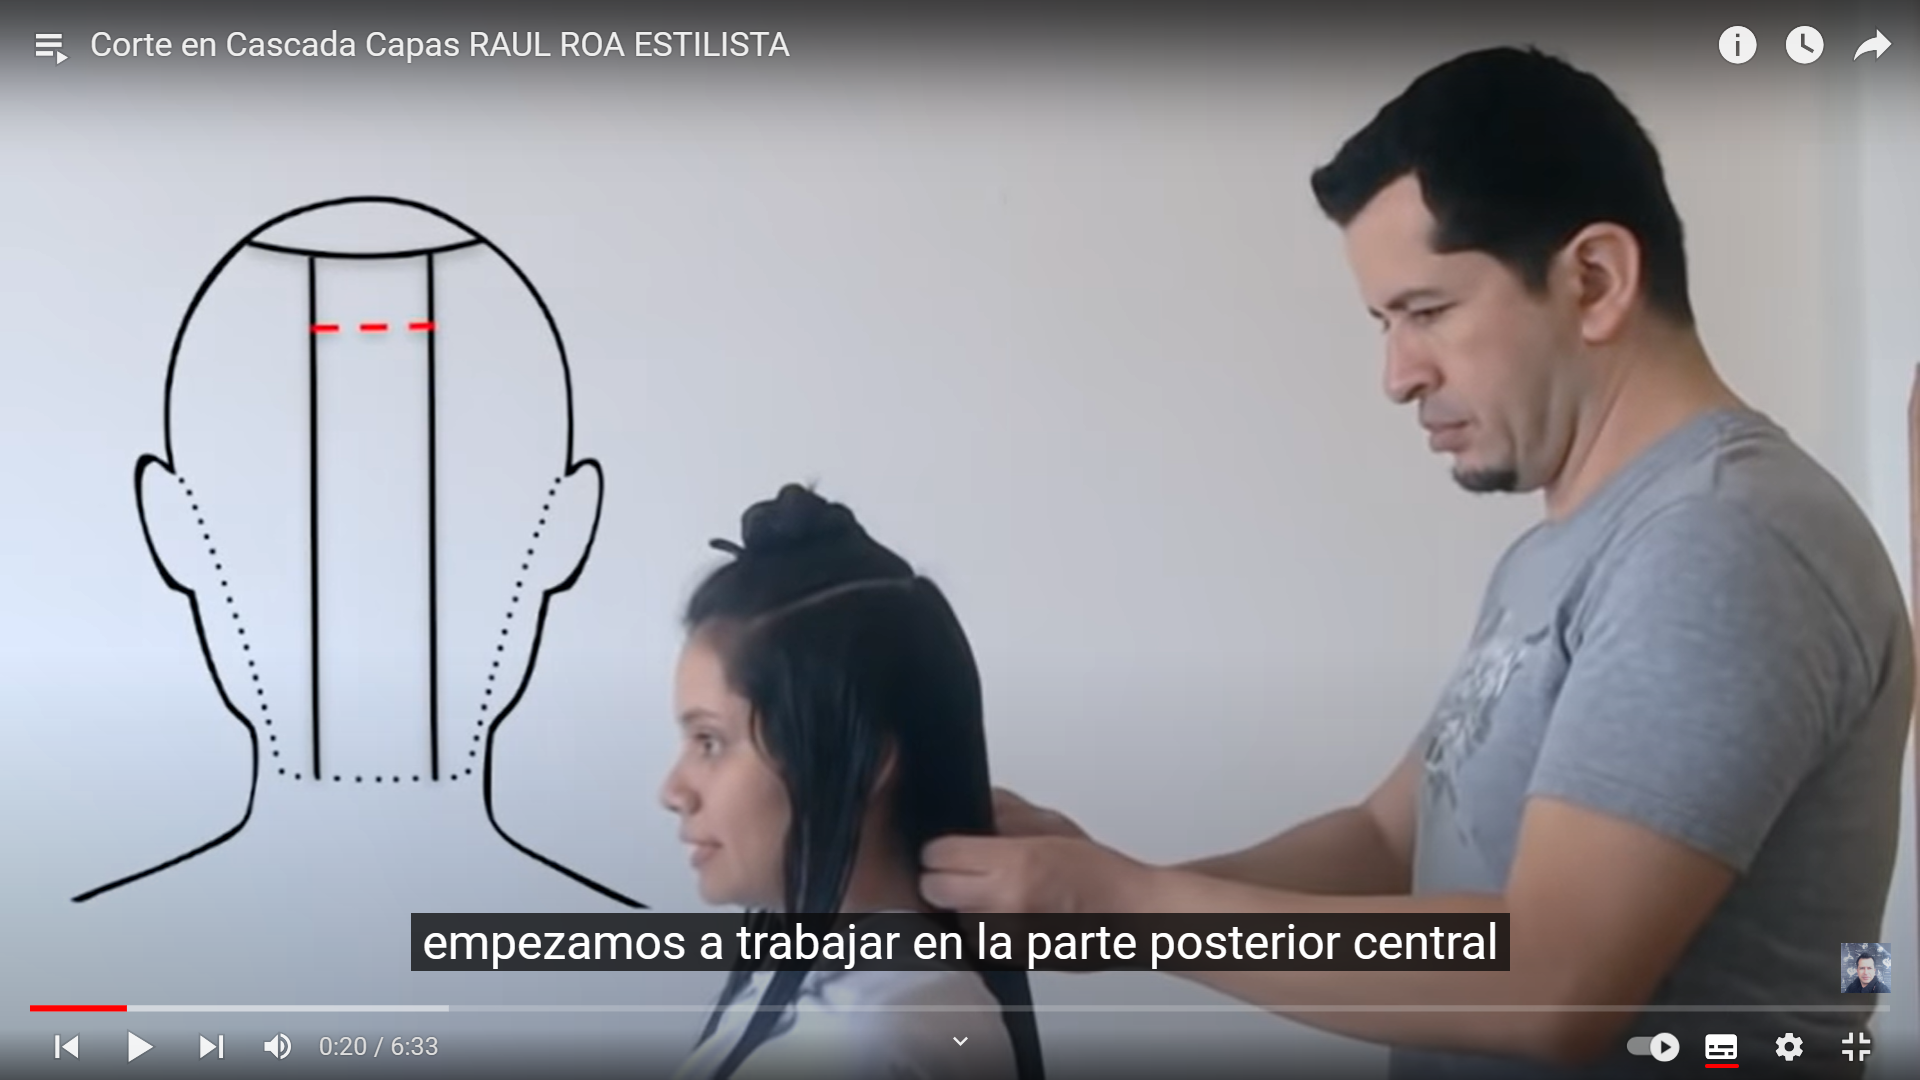 Corte en Cascada Capas RAUL ROA ESTILISTA
empezamos a trabajar en la parte posterior central
0:20 / 6:33